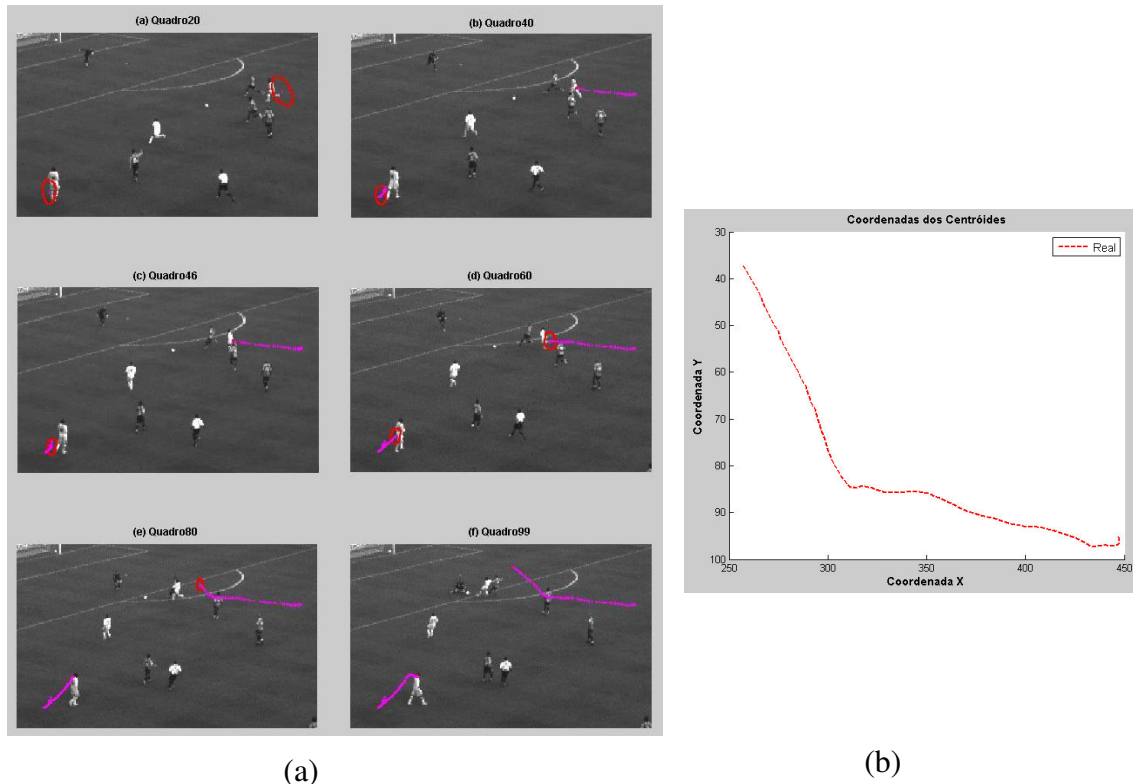 (a) Quadro20
(b) Quadro40
(c) Quadro46
(d) Quadro60
(e) Quadro80
(f) Quadro99
(a)
Coordenadas dos Centróides
Real
Coordenada Y
30
40
50
60
70
80
90
100
250
300
350
400
450
Coordenada X
(b)